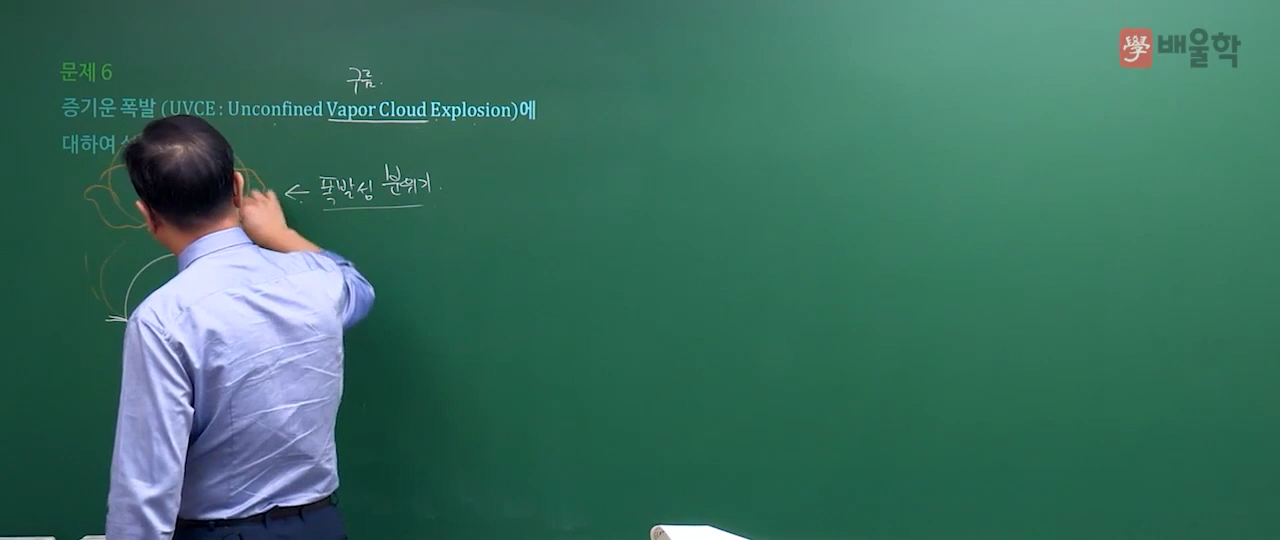 學 배울학
문제 6
구름.
증기운 폭발 (UVCE : Unconfined Vapor Cloud Explosion)에
대하여
← 폭발성 분위기.